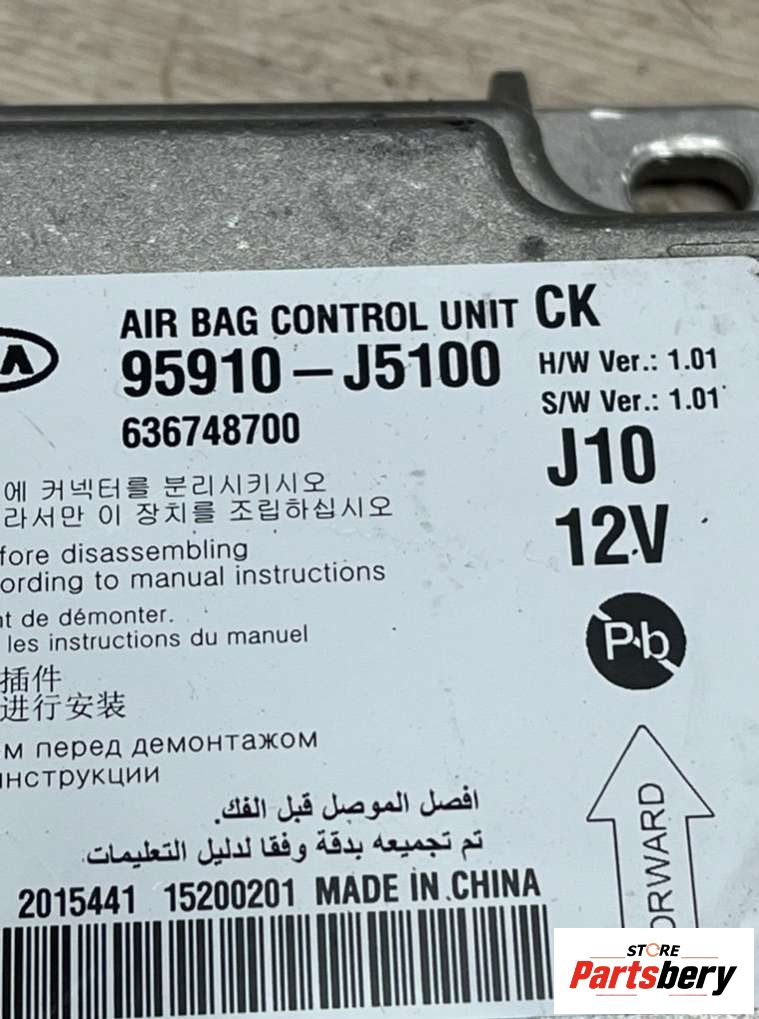 AIR BAG CONTROL UNIT CK
95910-J5100
H/W Ver.: 1.01
636748700
S/W Ver.: 1.01
J10
12V
에 커넥터를 분리시키시오
라서만 이 장치를 조립하십시오
fore disassembling
ording to manual instructions
nt de démonter.
les instructions du manuel
Pb
插件
进行安装
ом перед демонтажом
инструкции
افصل الموصل قبل الفك.
تم تجميعه بدقة وفقا لدليل التعليمات
ORWARD
2015441 15200201 MADE IN CHINA
STORE
Partsbery